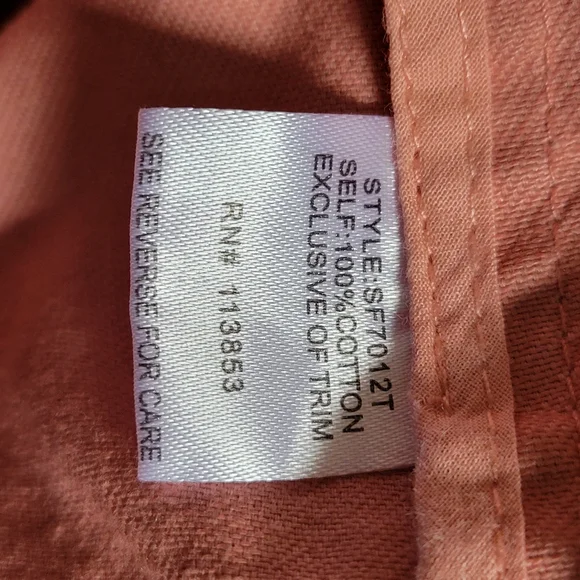 STYLE:SF7012T
SELF:100%COTTON
EXCLUSIVE OF TRIM
RN# 113853
SEE REVERSE FOR CARE